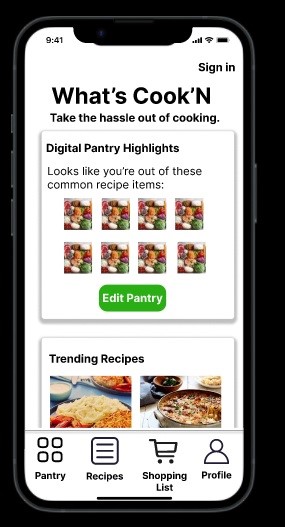 9:41
Sign in
What's Cook'N
Take the hassle out of cooking.
Digital Pantry Highlights
Looks like you're out of these
common recipe items:
Edit Pantry
Trending Recipes
Pantry
Recipes
Shopping
List
Profile